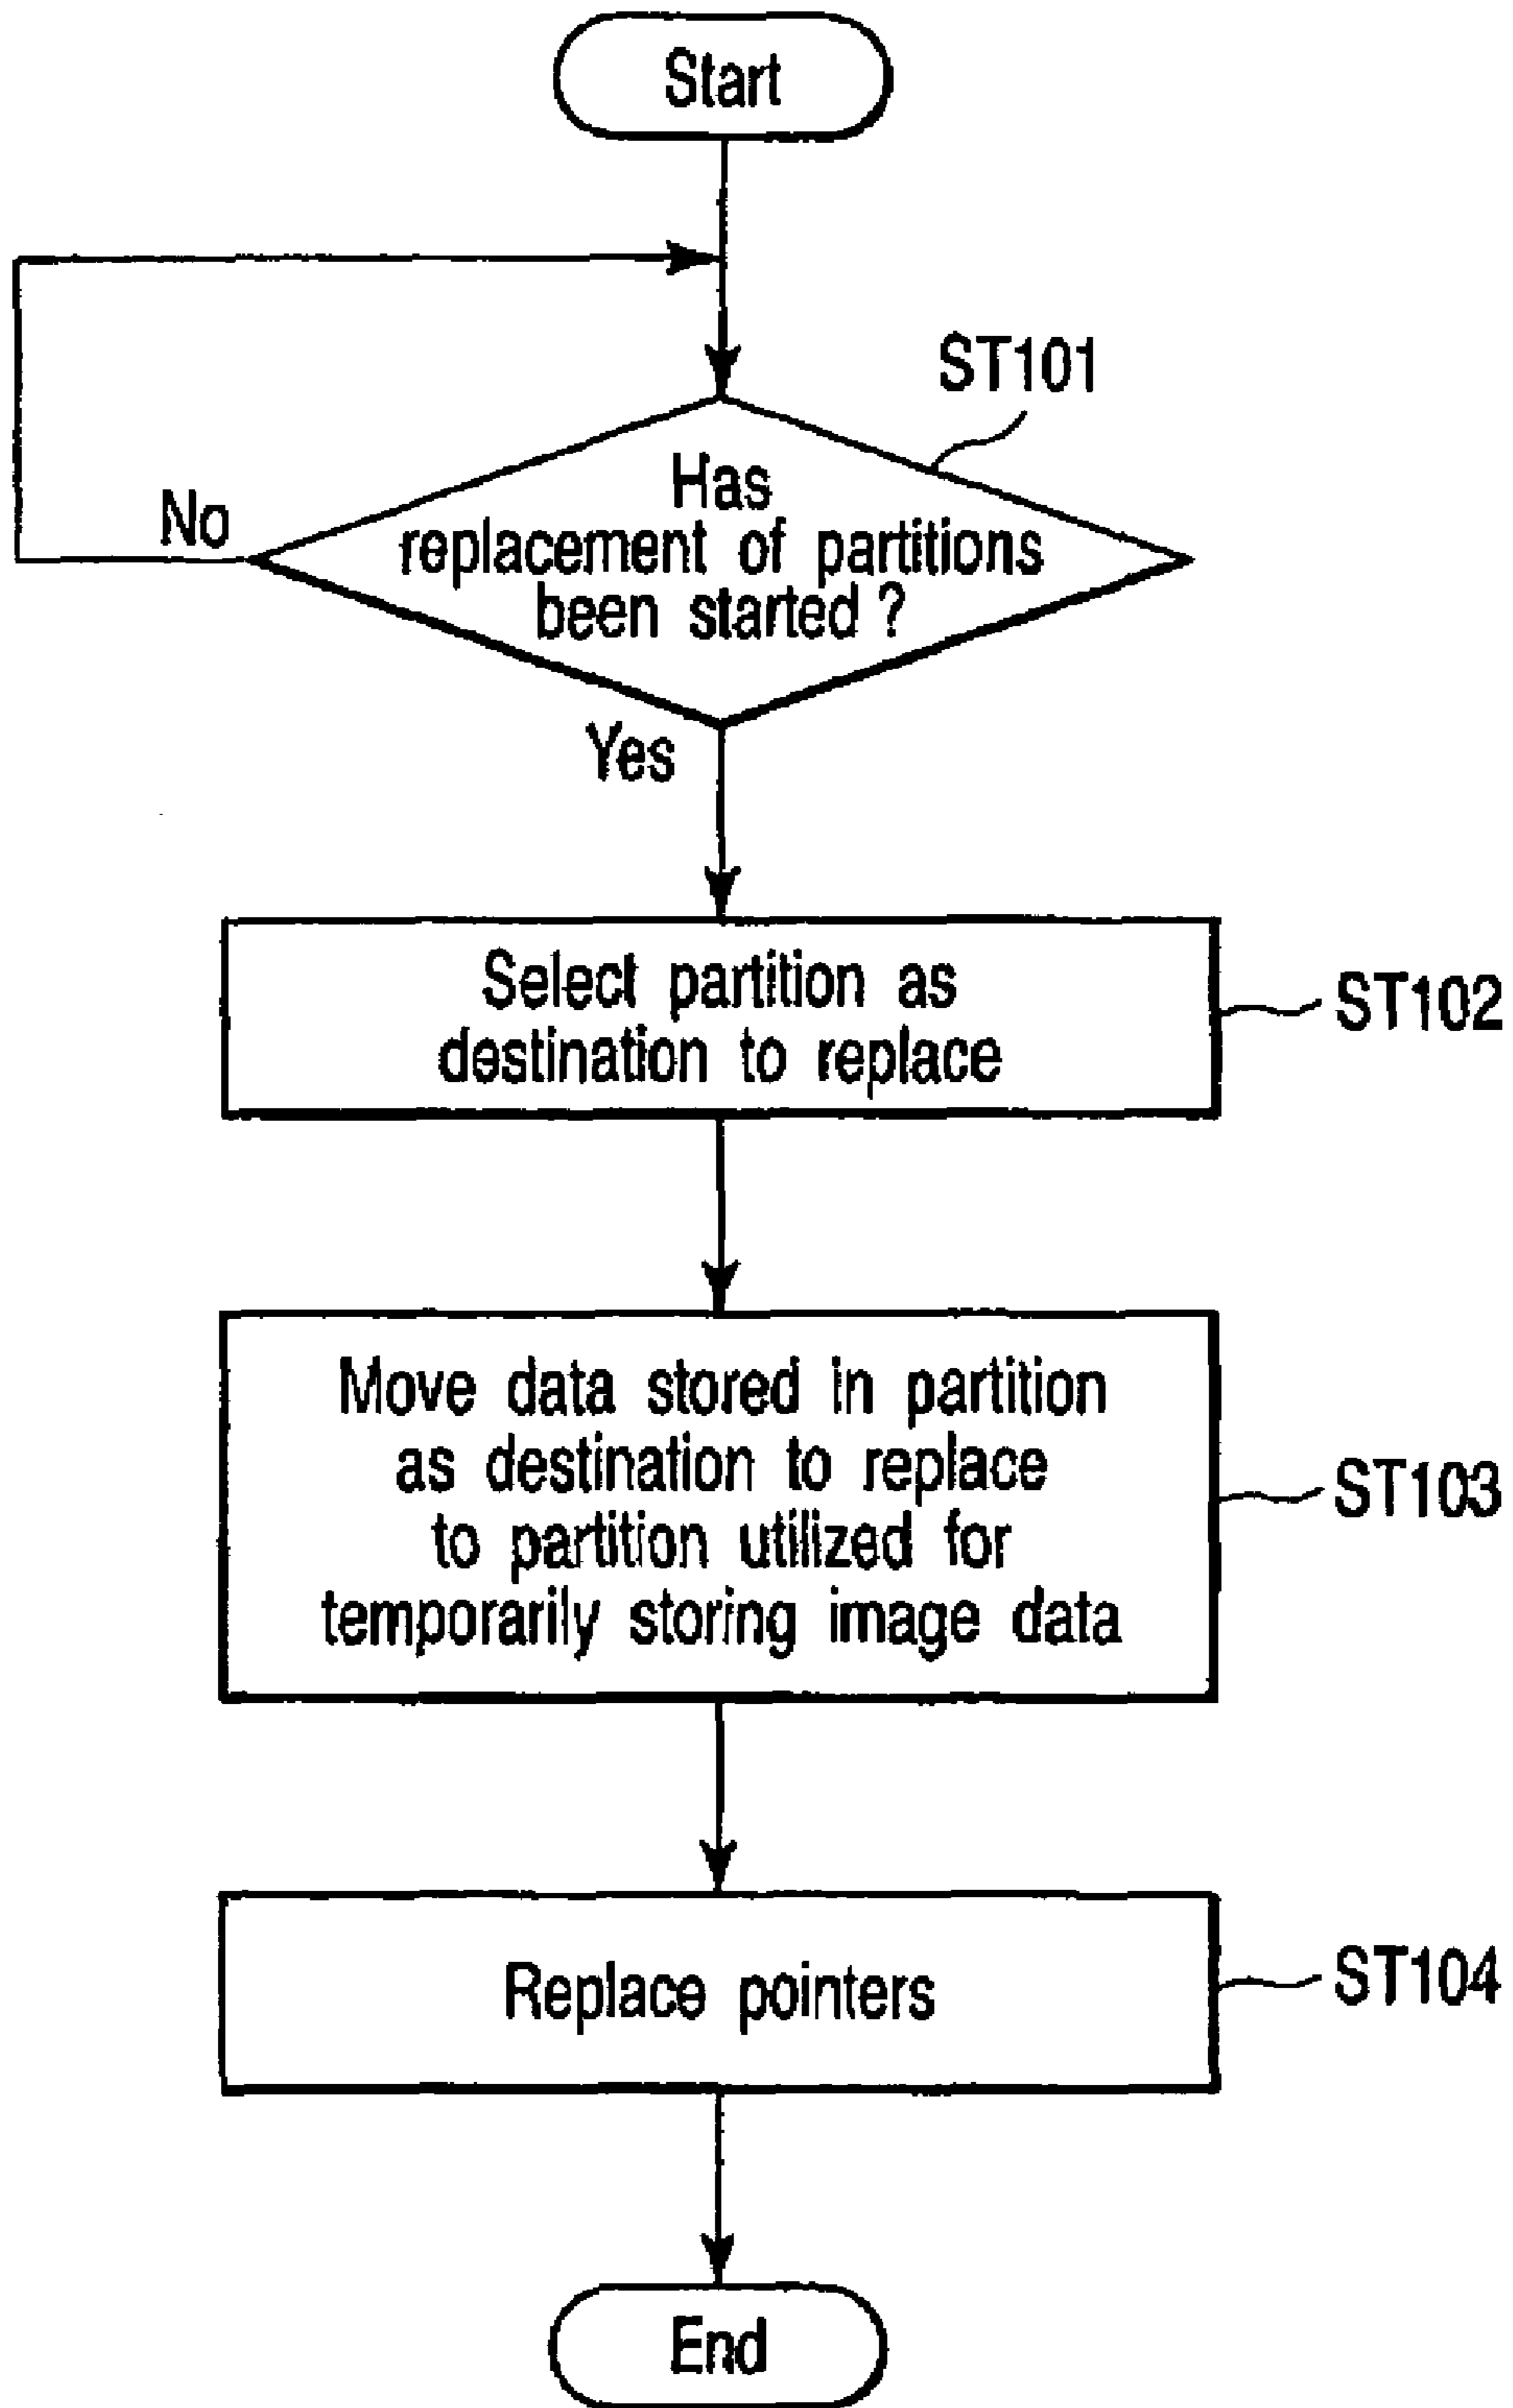 Start
ST101
Has
replacement of partitions
been started ?
No
Yes
Select partition as
destination to replace
ST102
Move data stored in partition
as destination to replace
to partition utilized for
temporarily storing image data
ST103
Replace pointers
ST104
End